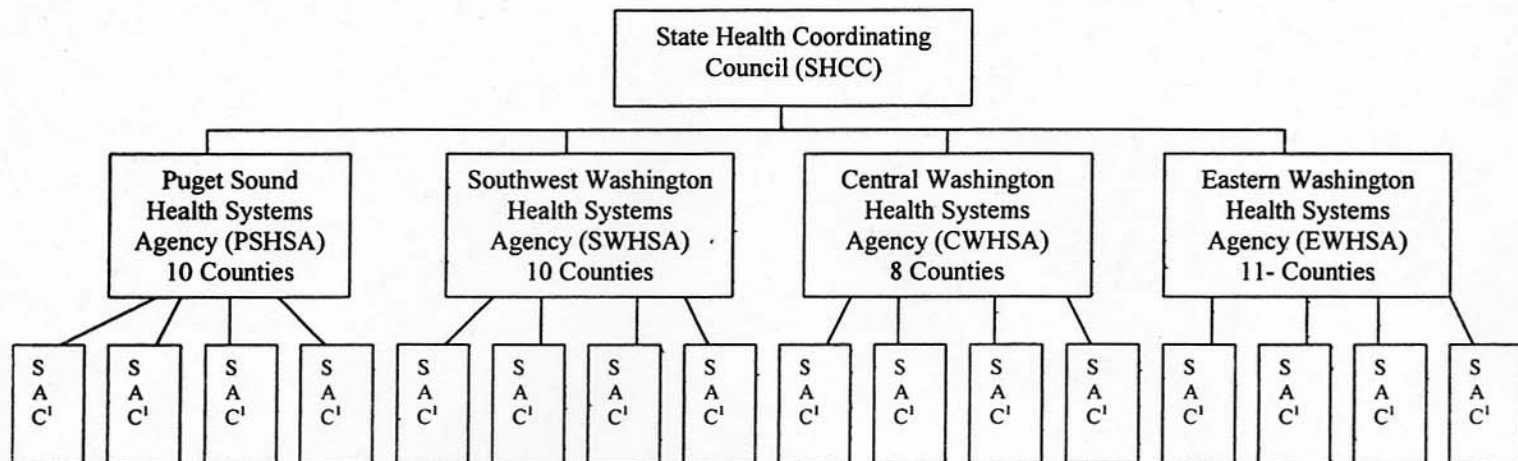 State Health Coordinating
Council (SHCC)
Puget Sound
Health Systems
Agency (PSHSA)
10 Counties
Southwest Washington
Health Systems
Agency (SWHSA)
10 Counties
Central Washington
Health Systems
Agency (CWHSA)
8 Counties
Eastern Washington
Health Systems
Agency (EWHSA)
11- Counties
S
A
C¹
S
A
C¹
S
A
C¹
S
A
C¹
S
A
C¹
S
A
C¹
S
A
C¹
S
A
C¹
S
A
C¹
S
A
C¹
S
A
C¹
S
A
C¹
S
A
C¹
S
A
C¹
S
A
C¹
S
A
C¹